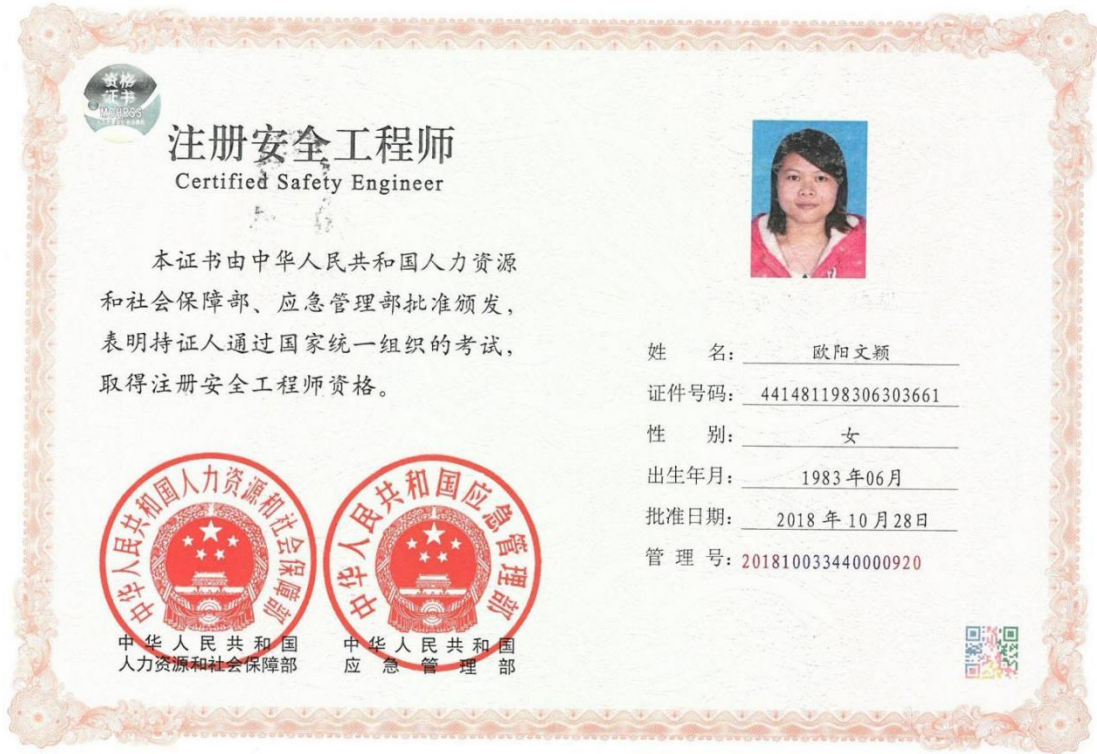 资格
证书
MOHRSS
注册安全工程师
Certified Safety Engineer
本证书由中华人民共和国人力资源
和社会保障部、应急管理部批准颁发，
表明持证人通过国家统一组织的考试，
取得注册安全工程师资格。
中华人民共和国人力资源和社会保障部
中华人民共和国应急管理部
中华人民共和国
人力资源和社会保障部
中华人民共和国
应急管理部
姓 名： 欧阳文颖
证件号码： 441481198306303661
性 别： 女
出生年月： 1983年06月
批准日期： 2018年10月28日
管 理 号：201810033440000920